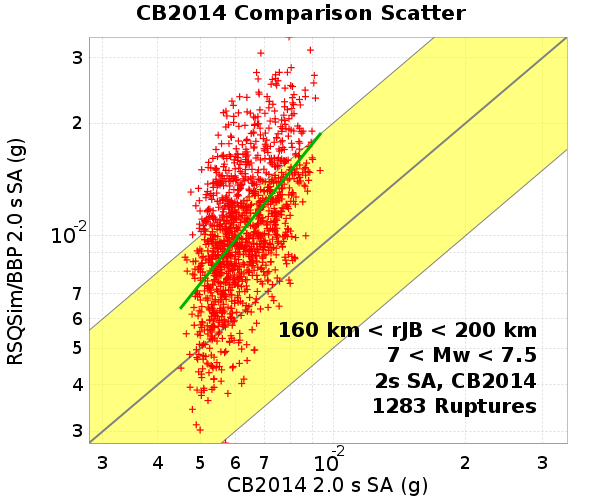 CB2014 Comparison Scatter
RSQSim/BBP 2.0 s SA (g)
3
2
10-2
7
6
5
4
3
160 km < rJB < 200 km
7 < Mw < 7.5
2s SA, CB2014
1283 Ruptures
3 4 5 6 7 10-2 2 3
CB2014 2.0 s SA (g)